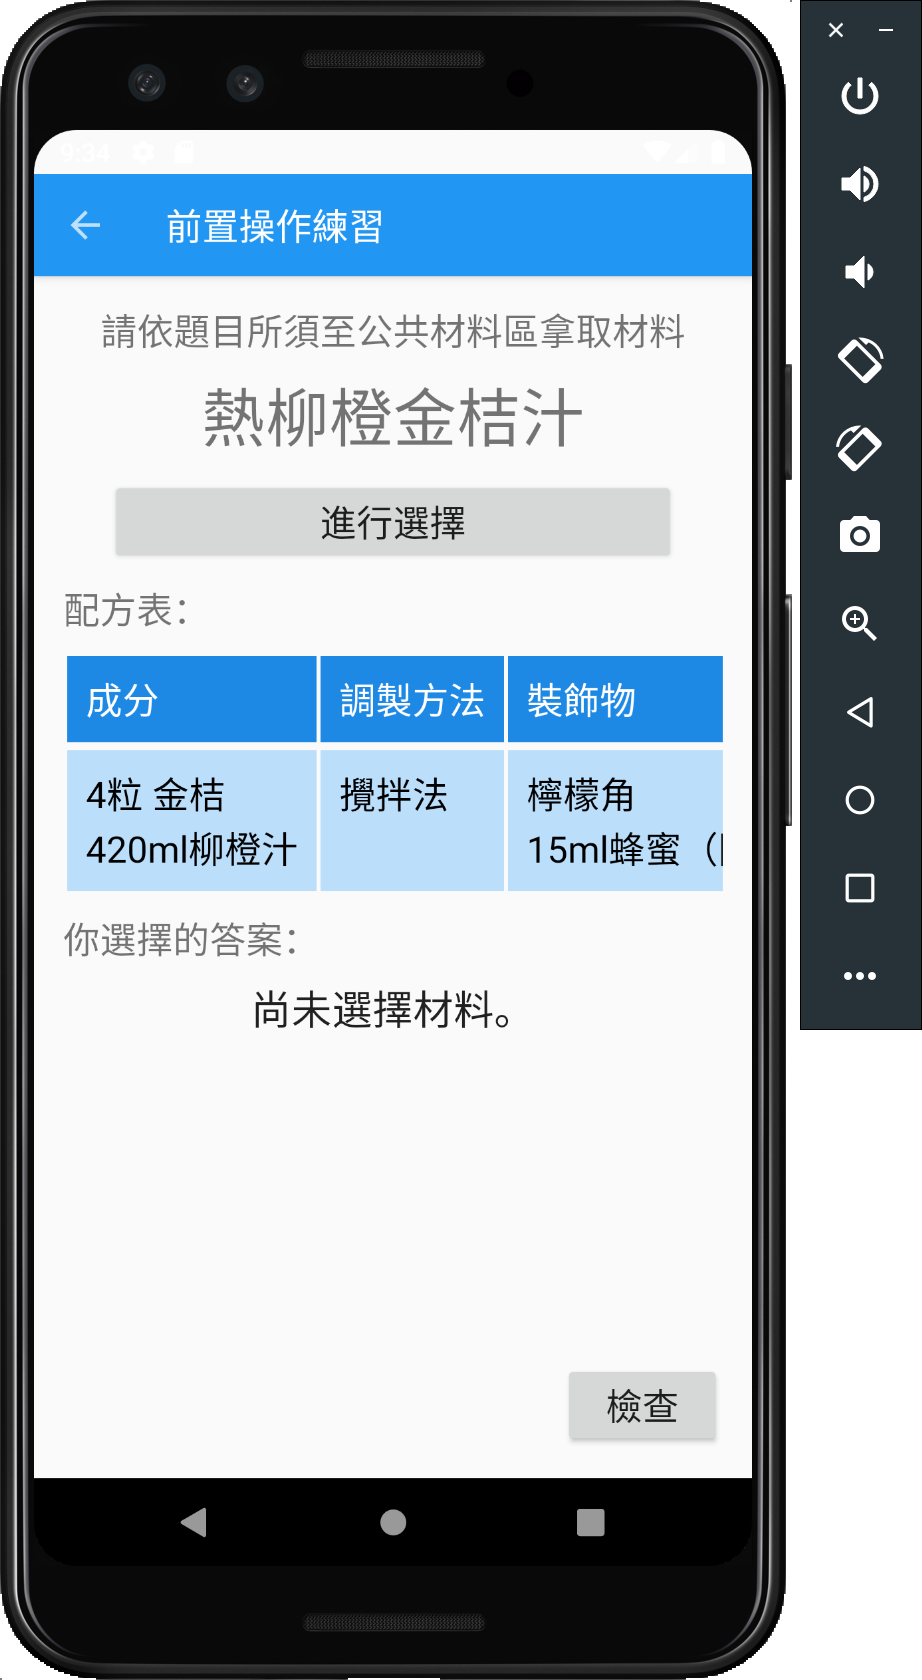 9:34
前置操作練習
請依題目所須至公共材料區拿取材料
熱柳橙金桔汁
進行選擇
配方表：
成分 調製方法 裝飾物
4粒 金桔 攪拌法 檸檬角
420ml柳橙汁 15ml蜂蜜（
你選擇的答案：
尚未選擇材料。
檢查